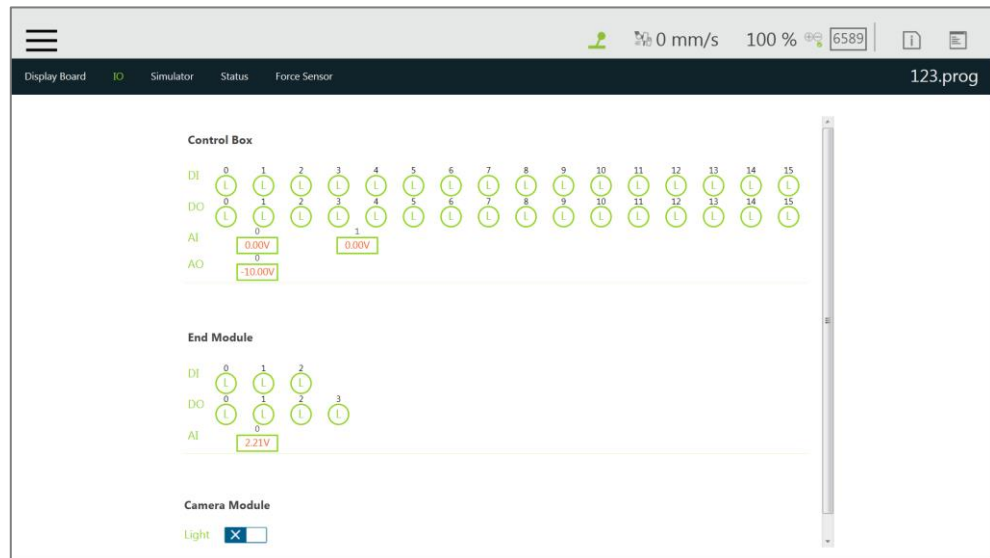 0 mm/s 100 % 6589
Display Board IO Simulator Status Force Sensor 123.prog
Control Box
0 1 2 3 4 5 6 7 8 9 10 11 12 13 14 15
DI L L L L L L L L L L L L L L L L
0 1 2 3 4 5 6 7 8 9 10 11 12 13 14 15
DO L L L L L L L L L L L L L L L L
0 1
AI 0.00V 0.00V
0
AO -10.00V
End Module
0 1 2
DI L L L
0 1 2 3
DO L L L L
0
AI 2.21V
Camera Module
Light